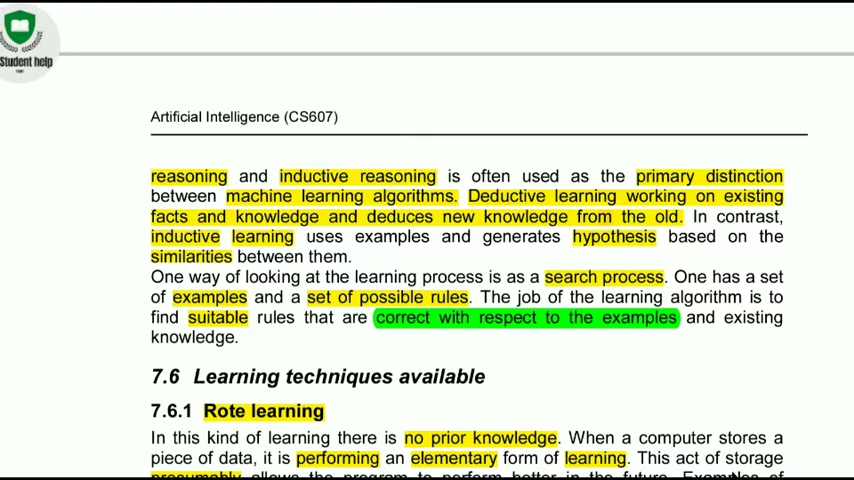 Student help
POINT
Artificial Intelligence (CS607)
reasoning and inductive reasoning is often used as the primary distinction
between machine learning algorithms. Deductive learning working on existing
facts and knowledge and deduces new knowledge from the old. In contrast,
inductive learning uses examples and generates hypothesis based on the
similarities between them.
One way of looking at the learning process is as a search process. One has a set
of examples and a set of possible rules. The job of the learning algorithm is to
find suitable rules that are correct with respect to the examples and existing
knowledge.
7.6 Learning techniques available
7.6.1 Rote learning
In this kind of learning there is no prior knowledge. When a computer stores a
piece of data, it is performing an elementary form of learning. This act of storage
presumably allows the program to perform better in the future. Examples of